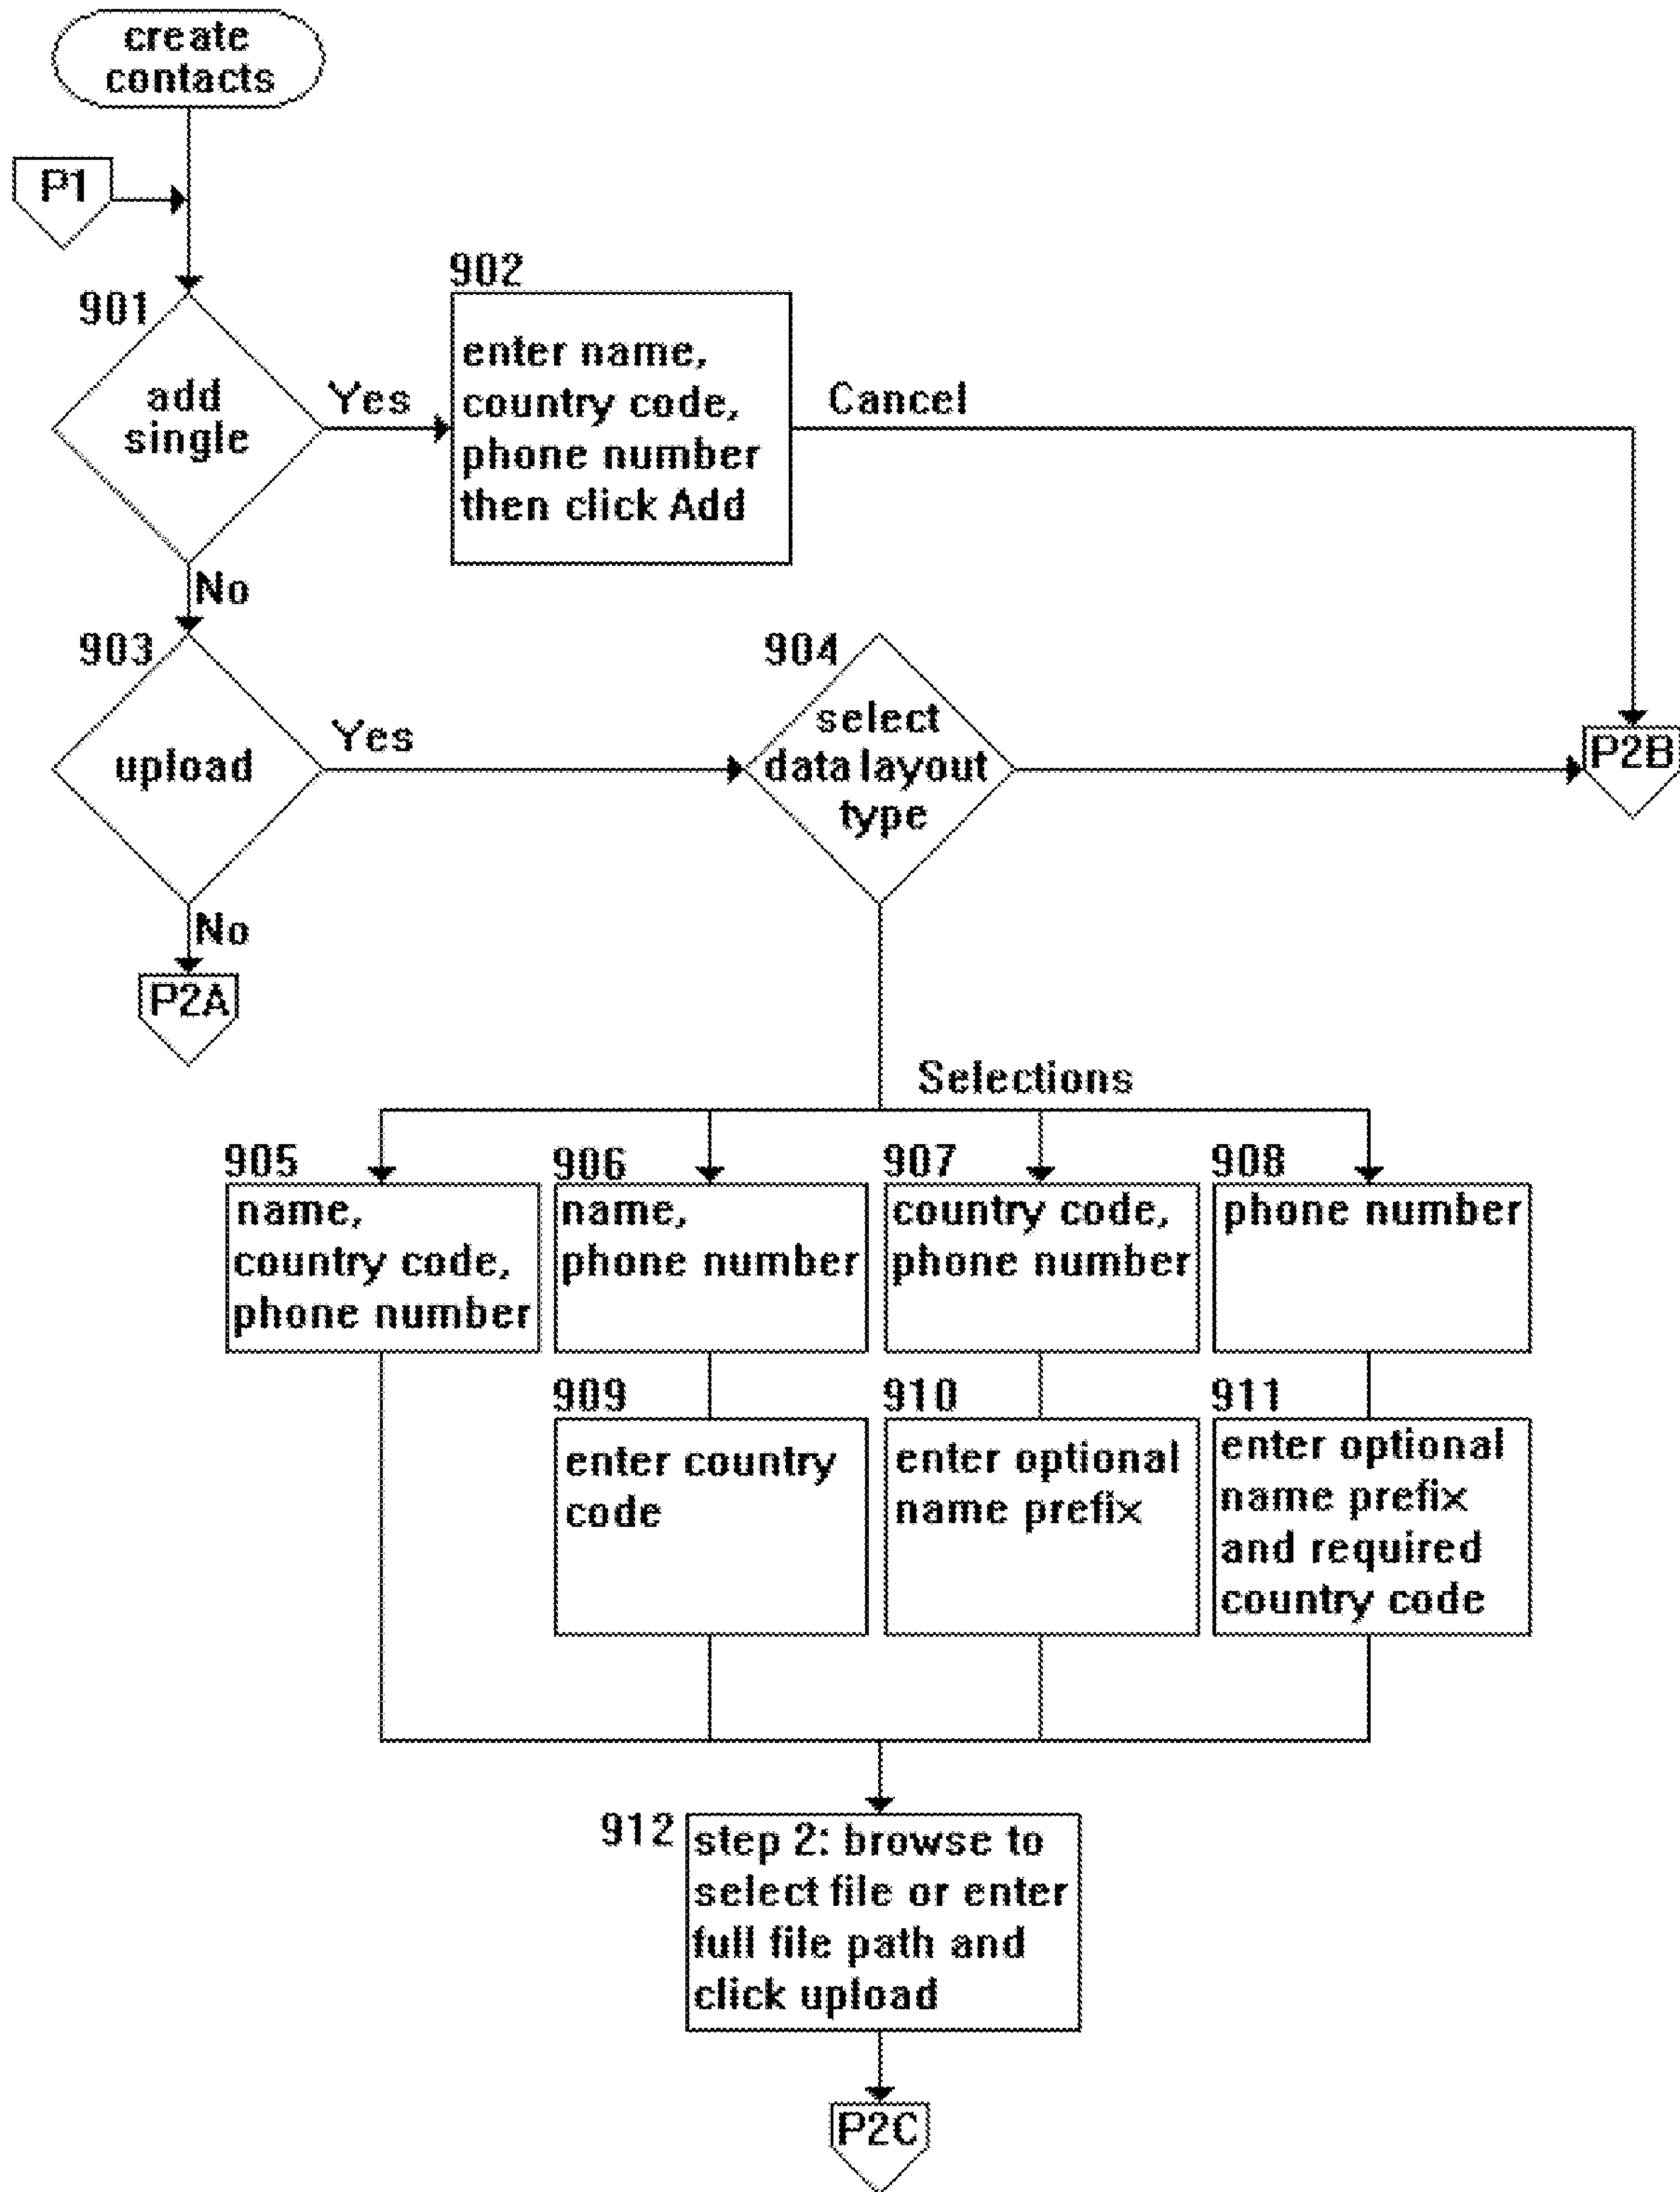 create
contacts
P1
901
add
single
Yes
902
enter name,
country code,
phone number
then click Add
Cancel
No
903
upload
Yes
904
select
data layout
type
P2B
No
P2A
Selections
905
name,
country code,
phone number
906
name,
phone number
907
country code,
phone number
908
phone number
909
enter country
code
910
enter optional
name prefix
911
enter optional
name prefix
and required
country code
912
step 2: browse to
select file or enter
full file path and
click upload
P2C